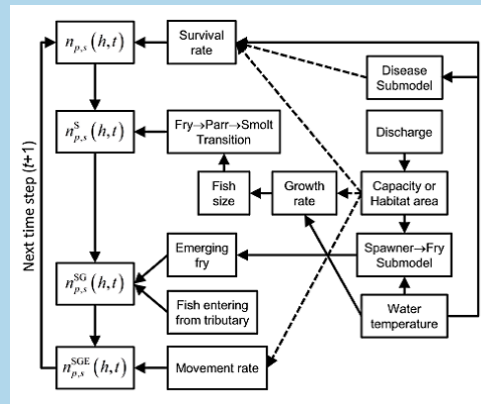 n_{p,s}(h,t)
Survival
rate
Disease
Submodel
n^{S}_{p,s}(h,t)
Fry→Parr→Smolt
Transition
Discharge
Fish
size
Growth
rate
Capacity or
Habitat area
Next time step (t+1)
Emerging
fry
Spawner→Fry
Submodel
n^{SG}_{p,s}(h,t)
Fish entering
from tributary
Water
temperature
n^{SGE}_{p,s}(h,t)
Movement rate